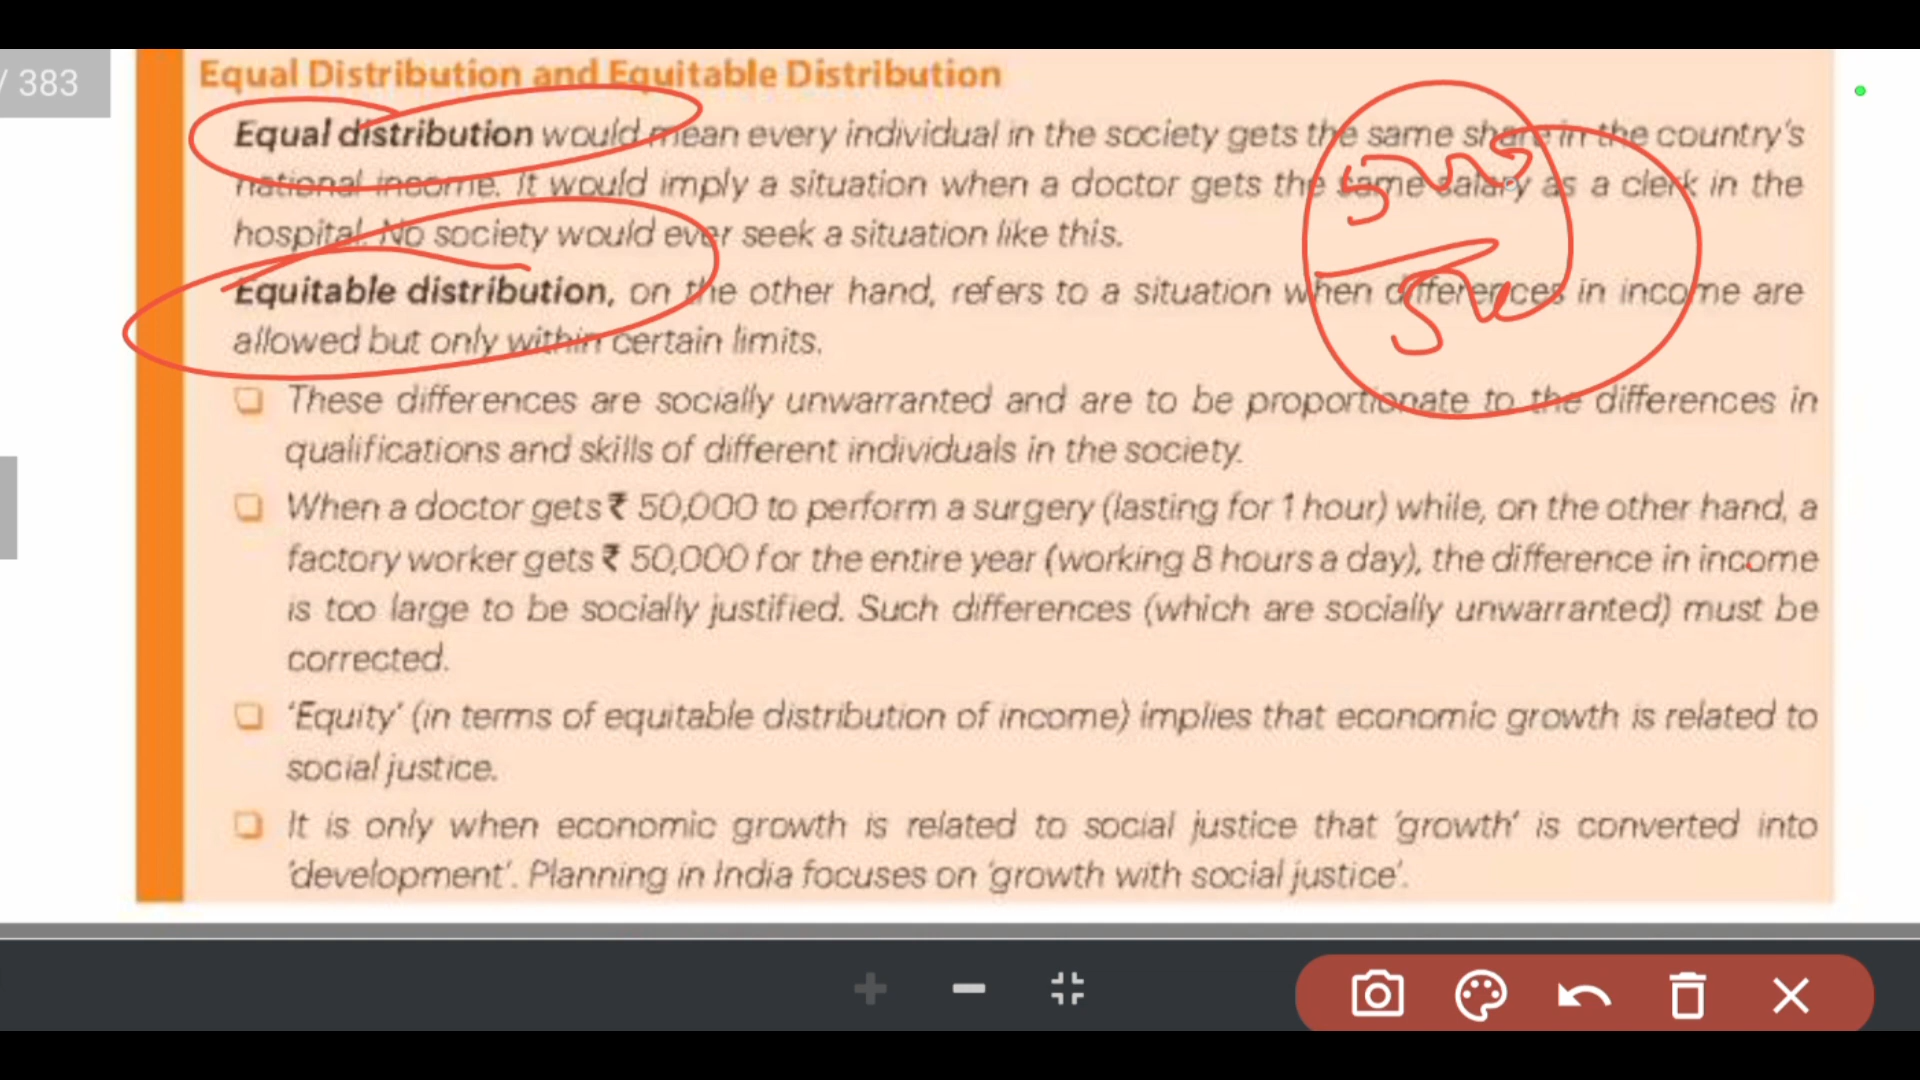 / 383
Equal Distribution and Equitable Distribution
Equal distribution would mean every individual in the society gets the same share in the country's
national income. It would imply a situation when a doctor gets the same salary as a clerk in the
hospital. No society would ever seek a situation like this.
Equitable distribution, on the other hand, refers to a situation when differences in income are
allowed but only within certain limits.
❑ These differences are socially unwarranted and are to be proportionate to the differences in
qualifications and skills of different individuals in the society.
❑ When a doctor gets ₹ 50,000 to perform a surgery (lasting for 1 hour) while, on the other hand, a
factory worker gets ₹ 50,000 for the entire year (working 8 hours a day), the difference in income
is too large to be socially justified. Such differences (which are socially unwarranted) must be
corrected.
❑ 'Equity' (in terms of equitable distribution of income) implies that economic growth is related to
social justice.
❑ It is only when economic growth is related to social justice that 'growth' is converted into
'development'. Planning in India focuses on 'growth with social justice'.